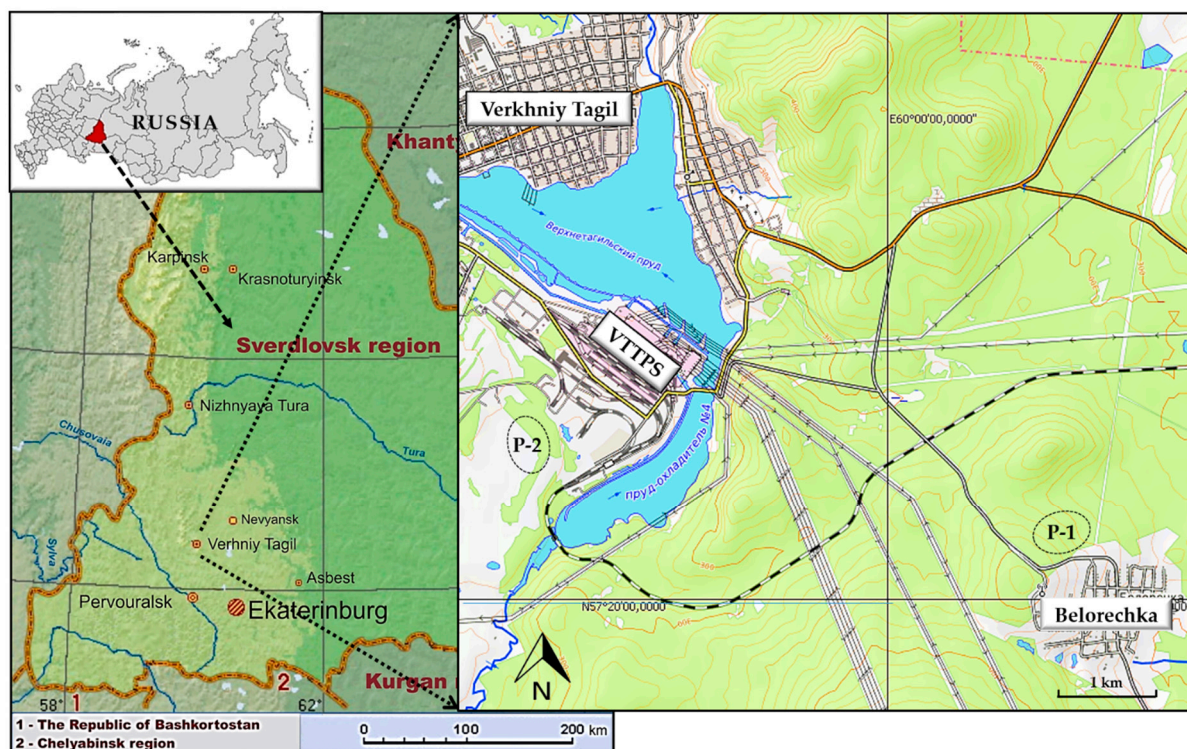 RUSSIA
Khant
Karpinsk
Krasnoturyinsk
Sverdlovsk region
Nizhnyaya Tura
Chusovaia
Tura
Nevyansk
Verhniy Tagil
Sylva
Asbest
Pervouralsk
Ekaterinburg
Kurgan
58°
1
2
62°
1 - The Republic of Bashkortostan
2 - Chelyabinsk region
0 100 200 km
Verkhniy Tagil
E60°00'00,0000"
Верхнетагильский пруд
VTTPS
P-2
пруд-охладитель №4
P-1
N57°20'00,0000
Belorechka
N
1 km